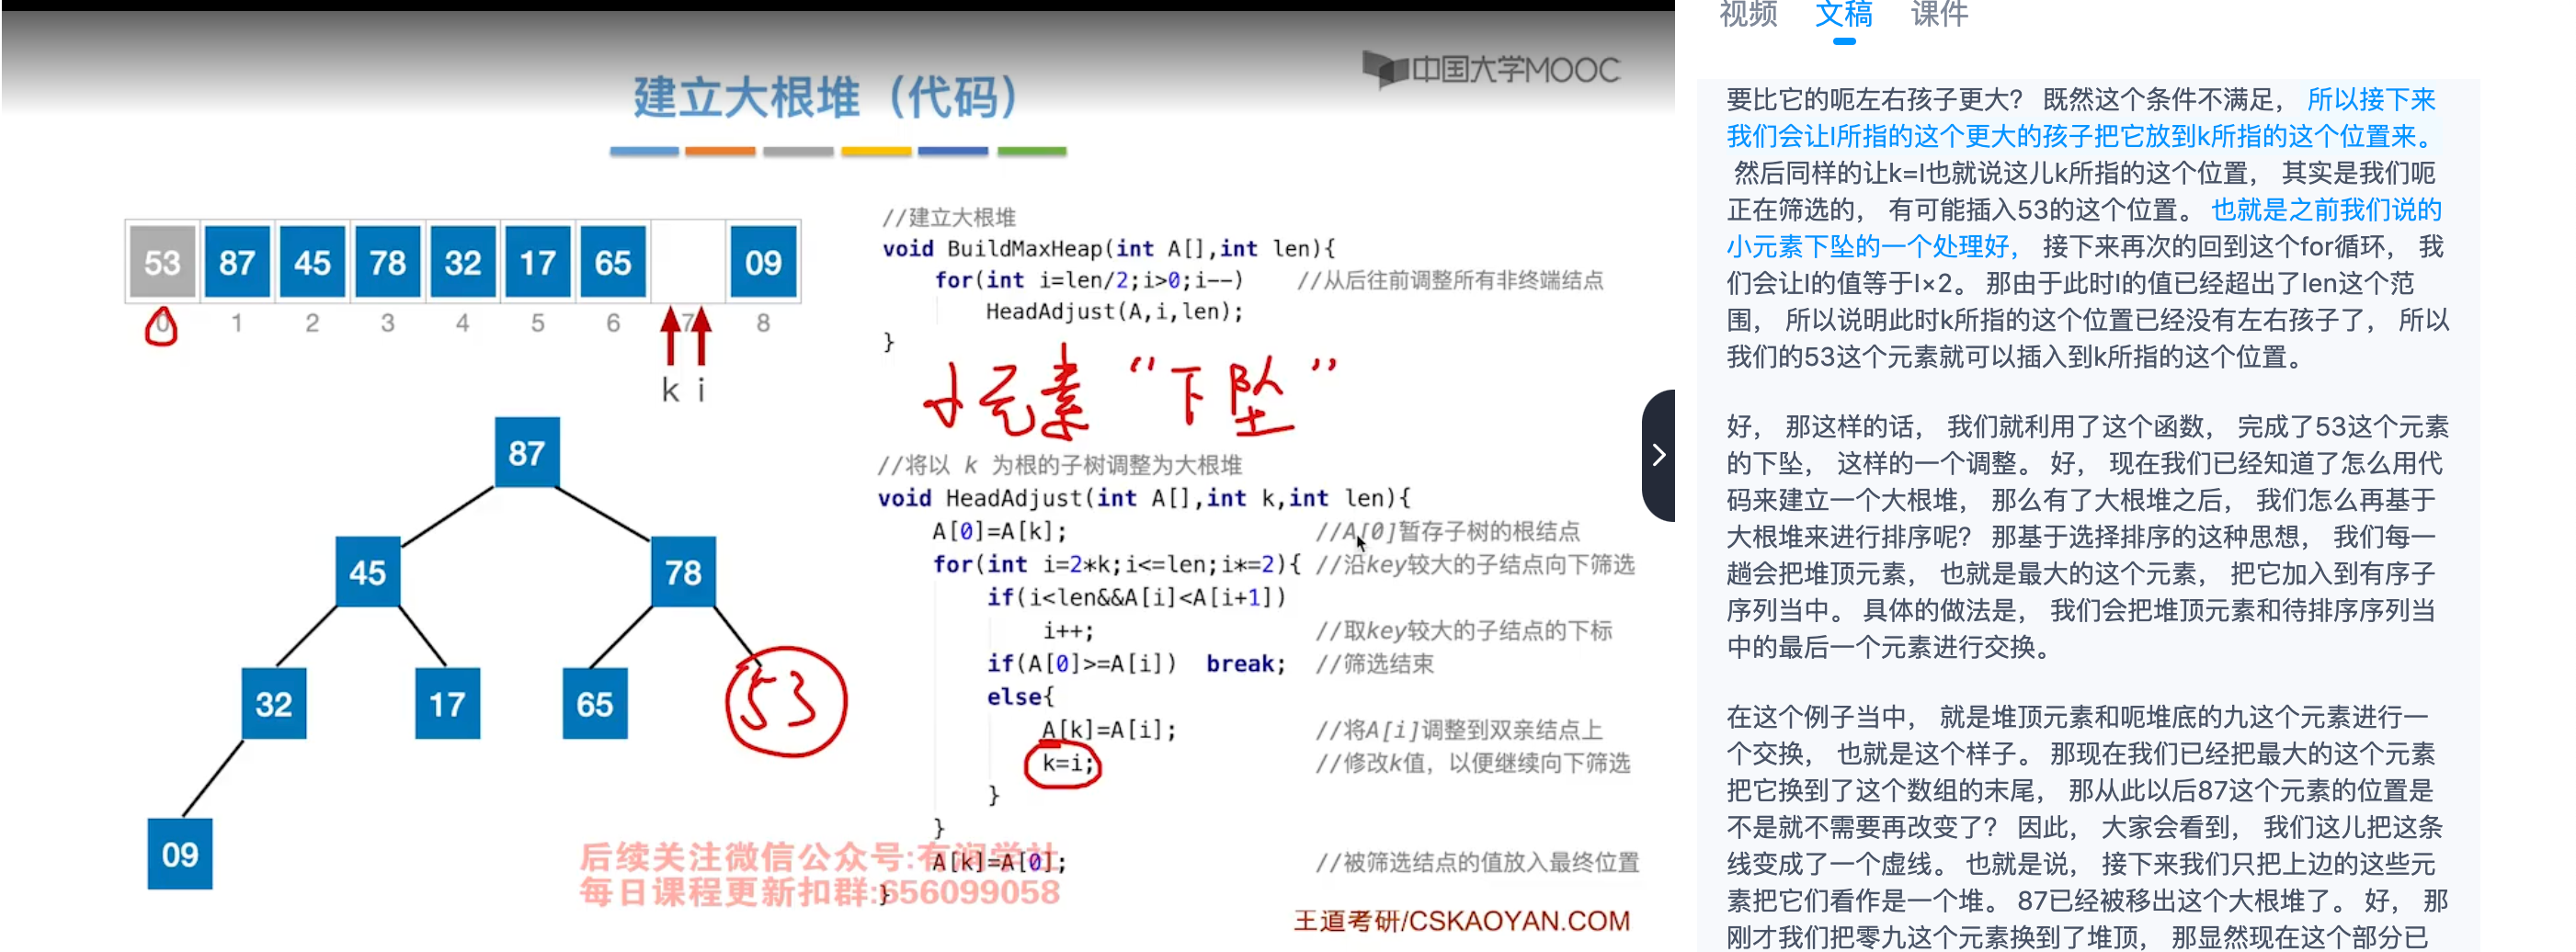 中国大学MOOC
建立大根堆（代码）
53 87 45 78 32 17 65 09
0 1 2 3 4 5 6 7 8
k i
87
45 78
32 17 65 53
09
//建立大根堆
void BuildMaxHeap(int A[],int len){
for(int i=len/2;i>0;i--) //从后往前调整所有非终端结点
HeadAdjust(A,i,len);
}
小元素“下坠”
//将以 k 为根的子树调整为大根堆
void HeadAdjust(int A[],int k,int len){
A[0]=A[k]; //A[0]暂存子树的根结点
for(int i=2*k;i<=len;i*=2){ //沿key较大的子结点向下筛选
if(i<len&&A[i]<A[i+1])
i++; //取key较大的子结点的下标
if(A[0]>=A[i]) break; //筛选结束
else{
A[k]=A[i]; //将A[i]调整到双亲结点上
k=i; //修改k值，以便继续向下筛选
}
}
A[k]=A[0]; //被筛选结点的值放入最终位置
}
后续关注微信公众号:有润学社
每日课程更新扣群:656099058
王道考研/CSKAOYAN.COM
视频 文稿 课件
要比它的呃左右孩子更大？ 既然这个条件不满足， 所以接下来
我们会让I所指的这个更大的孩子把它放到k所指的这个位置来。
然后同样的让k=I也就说这儿k所指的这个位置， 其实是我们呃
正在筛选的， 有可能插入53的这个位置。 也就是之前我们说的
小元素下坠的一个处理好， 接下来再次的回到这个for循环， 我
们会让I的值等于I×2。 那由于此时I的值已经超出了len这个范
围， 所以说明此时k所指的这个位置已经没有左右孩子了， 所以
我们的53这个元素就可以插入到k所指的这个位置。
好， 那这样的话， 我们就利用了这个函数， 完成了53这个元素
的下坠， 这样的一个调整。 好， 现在我们已经知道了怎么用代
码来建立一个大根堆， 那么有了大根堆之后， 我们怎么再基于
大根堆来进行排序呢？ 那基于选择排序的这种思想， 我们每一
趟会把堆顶元素， 也就是最大的这个元素， 把它加入到有序子
序列当中。 具体的做法是， 我们会把堆顶元素和待排序序列当
中的最后一个元素进行交换。
在这个例子当中， 就是堆顶元素和呃堆底的九这个元素进行一
个交换， 也就是这个样子。 那现在我们已经把最大的这个元素
把它换到了这个数组的末尾， 那从此以后87这个元素的位置是
不是就不需要再改变了？ 因此， 大家会看到， 我们这儿把这条
线变成了一个虚线。 也就是说， 接下来我们只把上边的这些元
素把它们看作是一个堆。 87已经被移出这个大根堆了。 好， 那
刚才我们把零九这个元素换到了堆顶， 那显然现在这个部分已